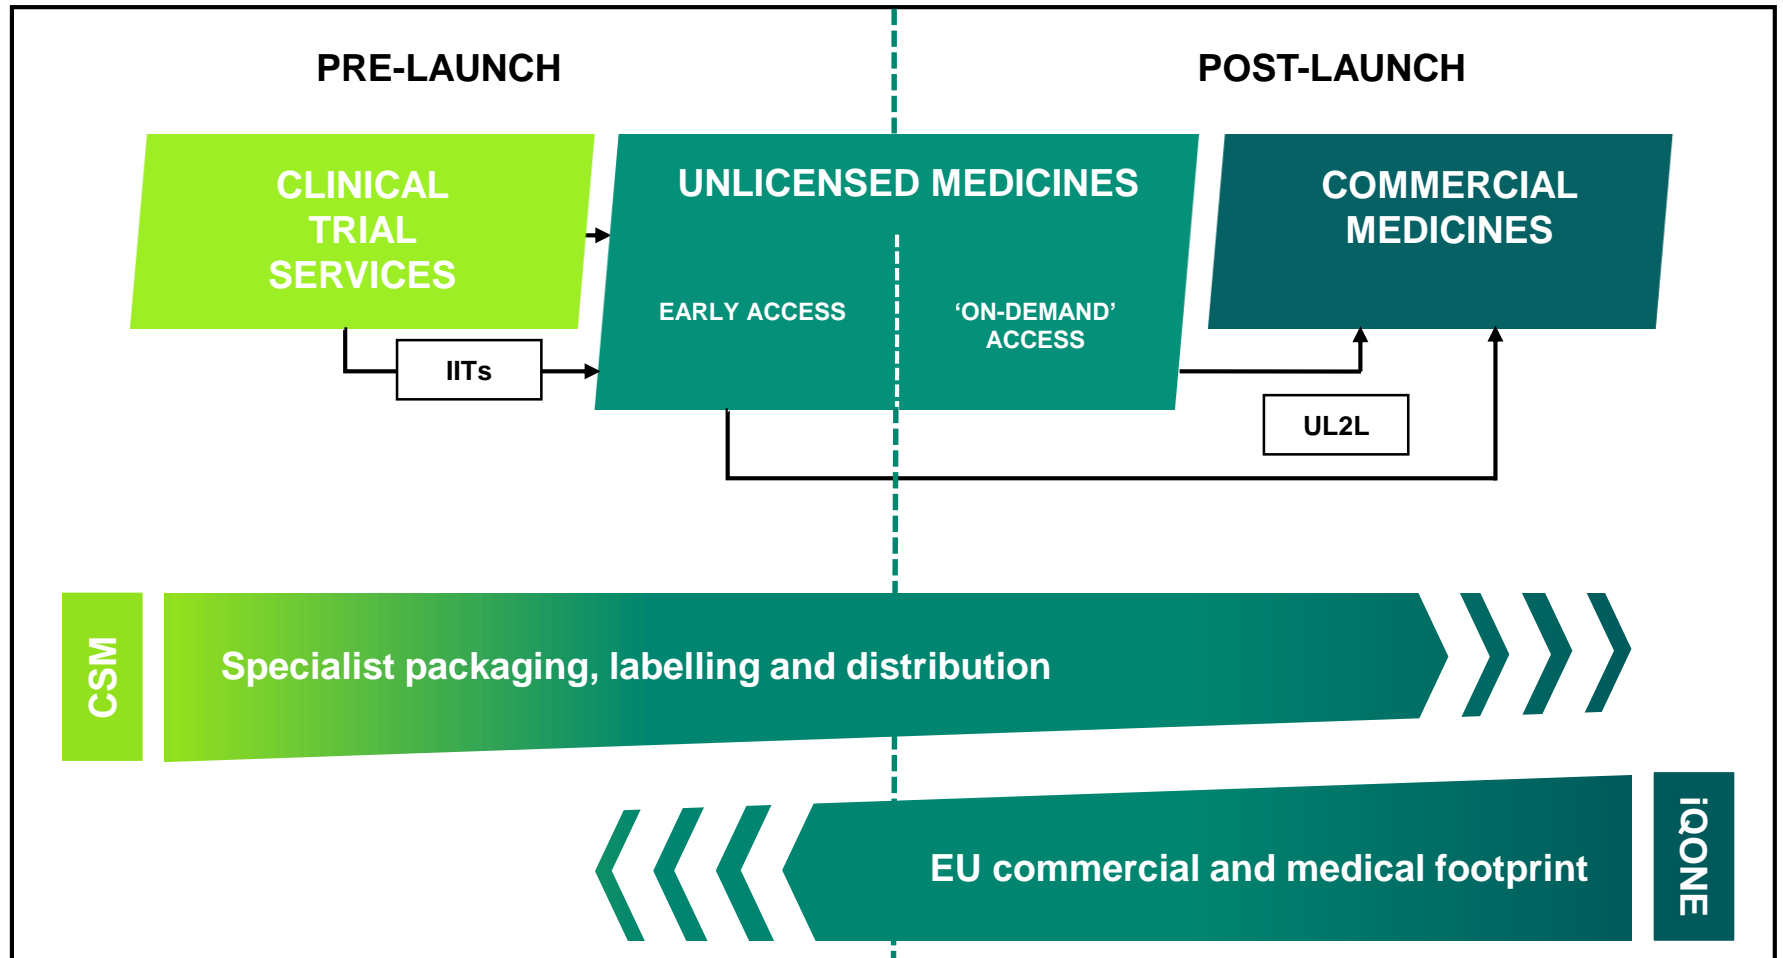 PRE-LAUNCH
POST-LAUNCH
CLINICAL
TRIAL
SERVICES
UNLICENSED MEDICINES
EARLY ACCESS
‘ON-DEMAND’
ACCESS
COMMERCIAL
MEDICINES
IITs
UL2L
CSM
Specialist packaging, labelling and distribution
EU commercial and medical footprint
iQONE